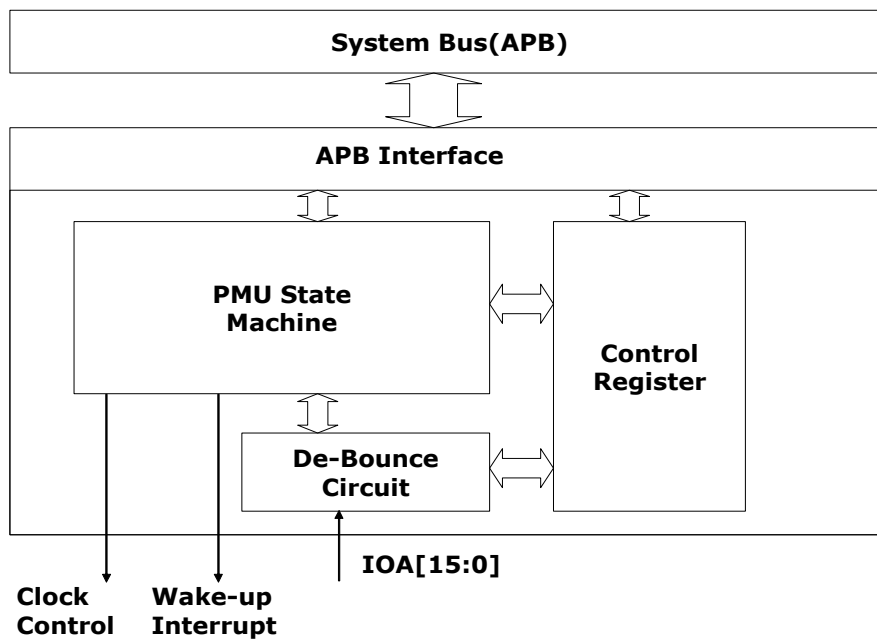 System Bus(APB)
APB Interface
PMU State
Machine
Control
Register
De-Bounce
Circuit
IOA[15:0]
Clock
Control
Wake-up
Interrupt